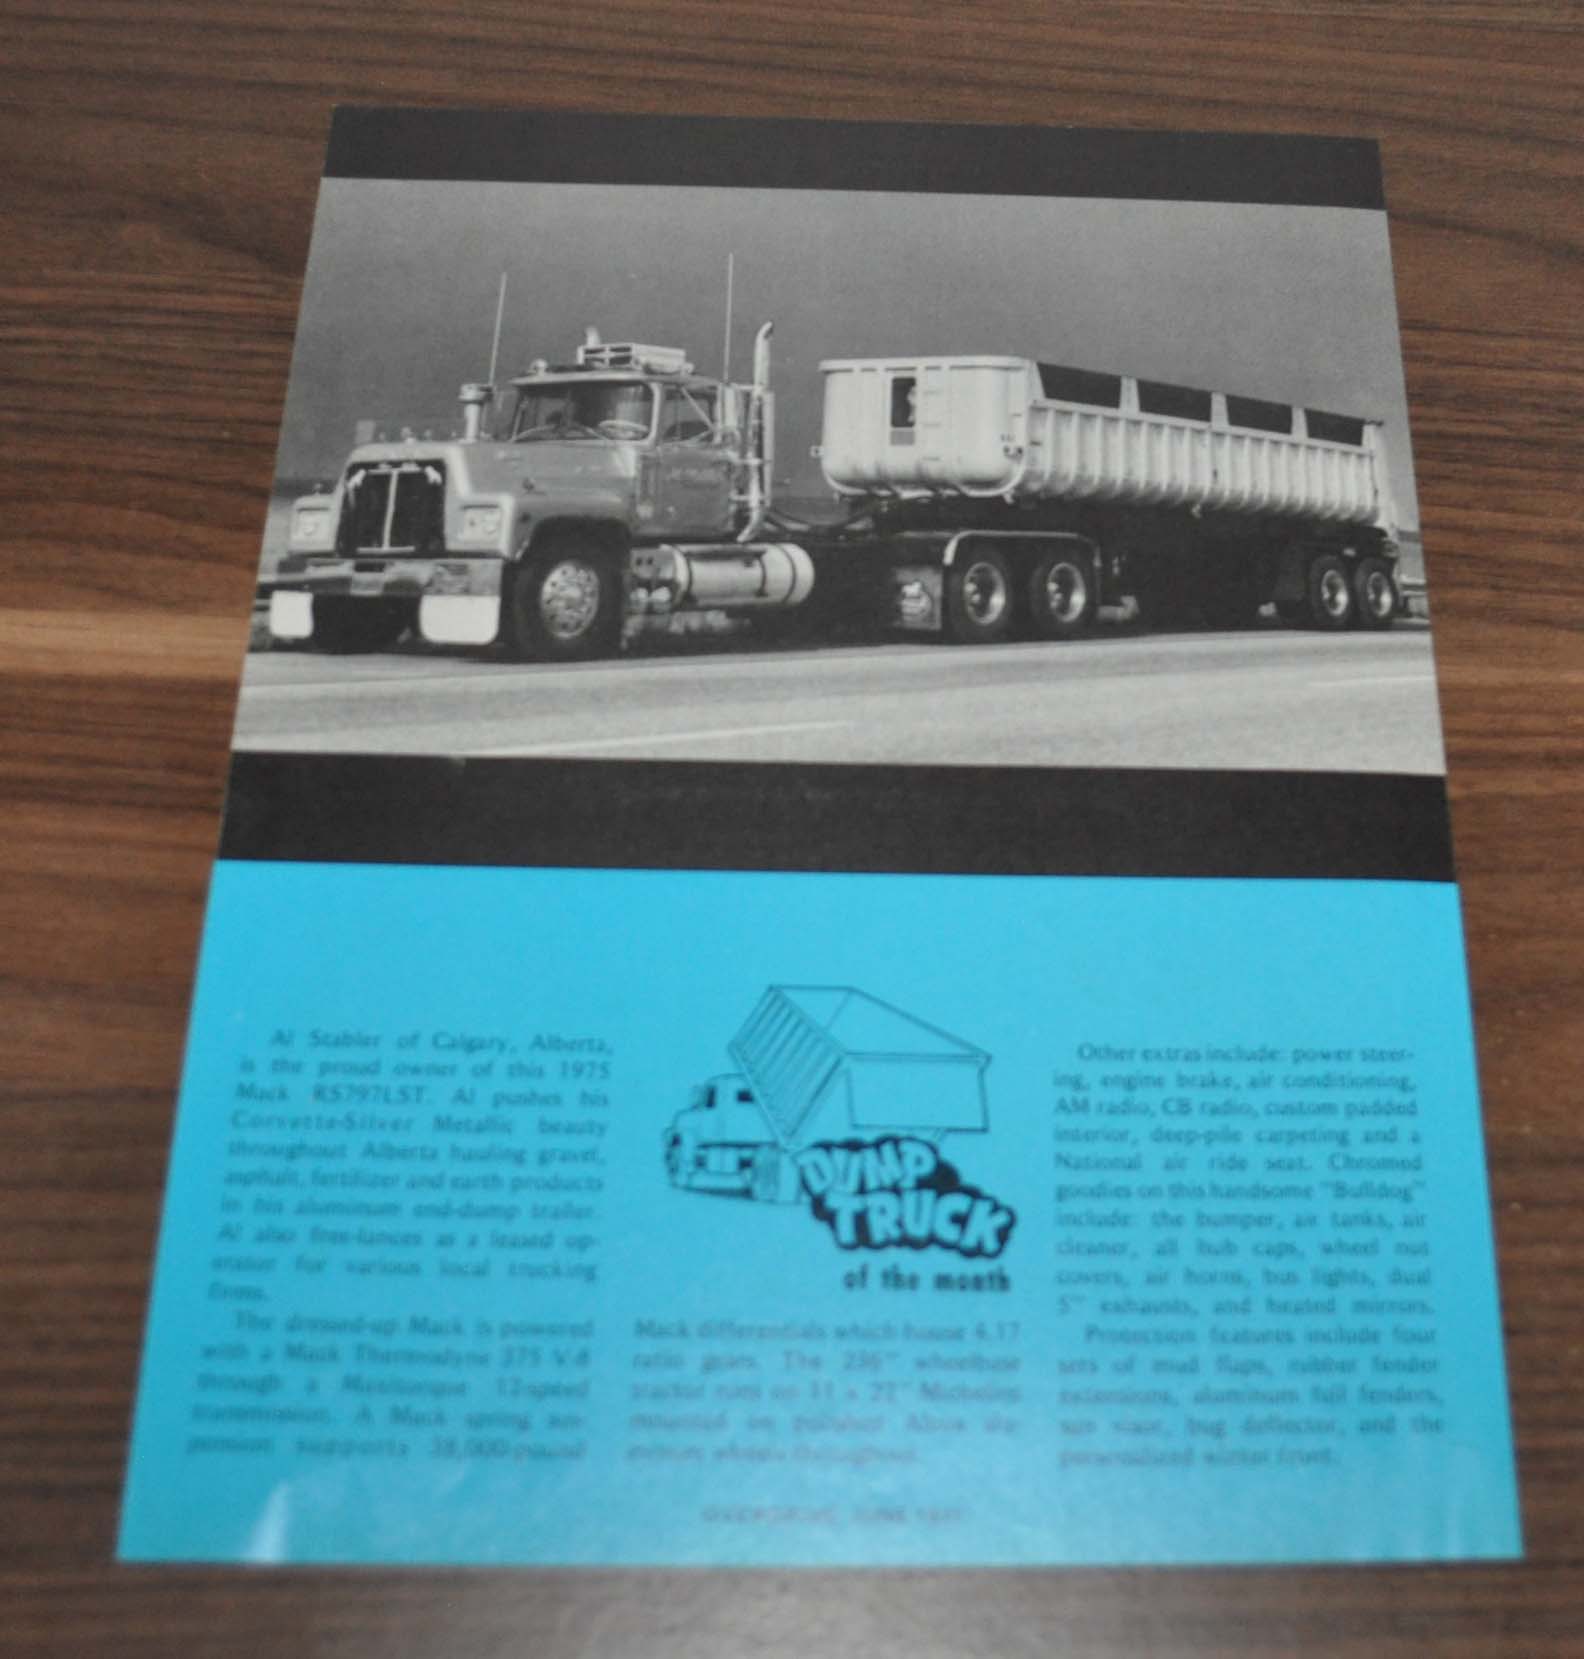 Al Stabler of Calgary, Alberta,
is the proud owner of this 1975
Mack RS797LST. Al pushes his
Corvette-Silver Metallic beauty
throughout Alberta hauling gravel,
asphalt, fertilizer and earth products
in his aluminum end-dump trailer.
Al also free-lances as a leased op-
erator for various local trucking
firms.
The dressed-up Mack is powered
with a Mack Thermodyne 375 V-8
through a Maxitorque 12-speed
transmission. A Mack spring sus-
pension supports 38,000-pound
DUMP
TRUCK
of the month
Mack differentials which house 4.17
ratio gears. The 236" wheelbase
tractor runs on 11 x 22" Michelins
mounted on polished Alcoa
wheels throughout.
Other extras include: power steer-
ing, engine brake, air conditioning,
AM radio, CB radio, custom padded
interior, deep-pile carpeting and a
National air ride seat. Chromed
goodies on this handsome "Bulldog"
include: the bumper, air tanks, air
cleaner, all hub caps, wheel nut
covers, air horns, bus lights, dual
5" exhausts, and heated mirrors.
Protection features include four
sets of mud flaps, rubber fender
extensions, aluminum full fenders,
sun visor, bug deflector, and the
personalized winter front.
OVERDRIVE, JUNE